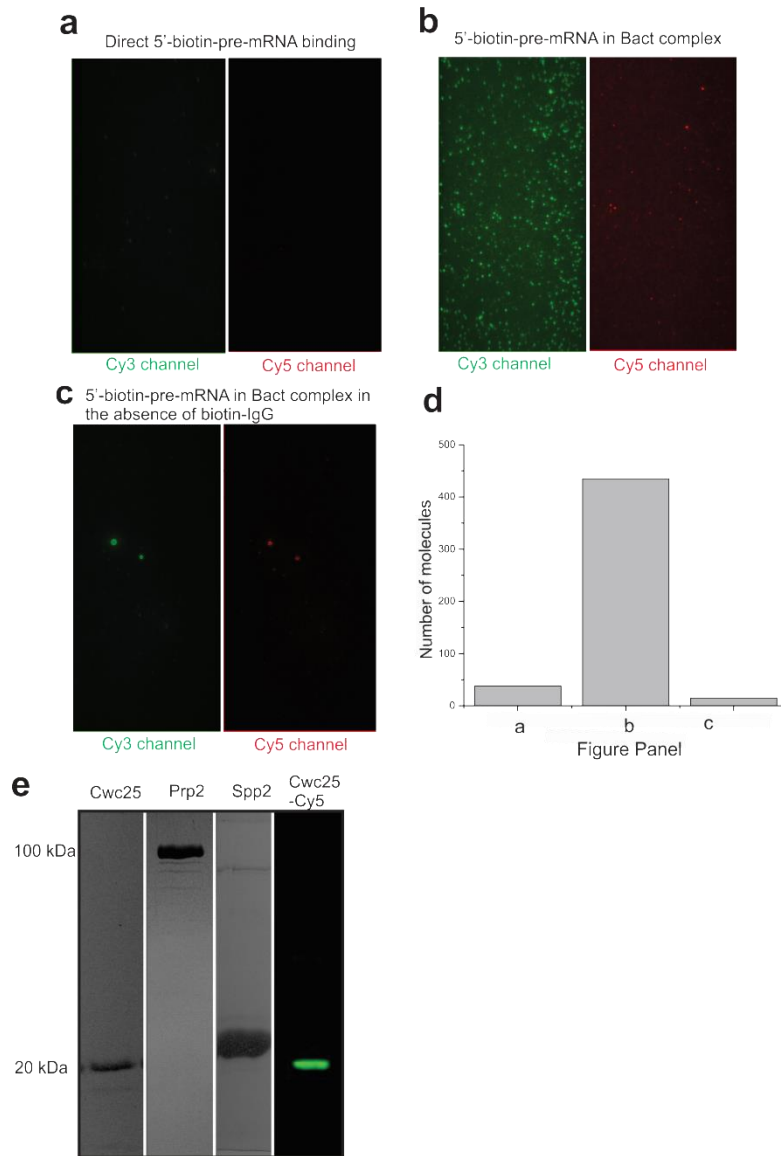 a
Direct 5'-biotin-pre-mRNA binding
Cy3 channel
Cy5 channel
b
5'-biotin-pre-mRNA in Bact complex
Cy3 channel
Cy5 channel
c
5'-biotin-pre-mRNA in Bact complex in
the absence of biotin-IgG
Cy3 channel
Cy5 channel
d
Number of molecules
500
400
300
200
100
0
a
b
c
Figure Panel
e
Cwc25
Prp2
Spp2
Cwc25
-Cy5
100 kDa
20 kDa